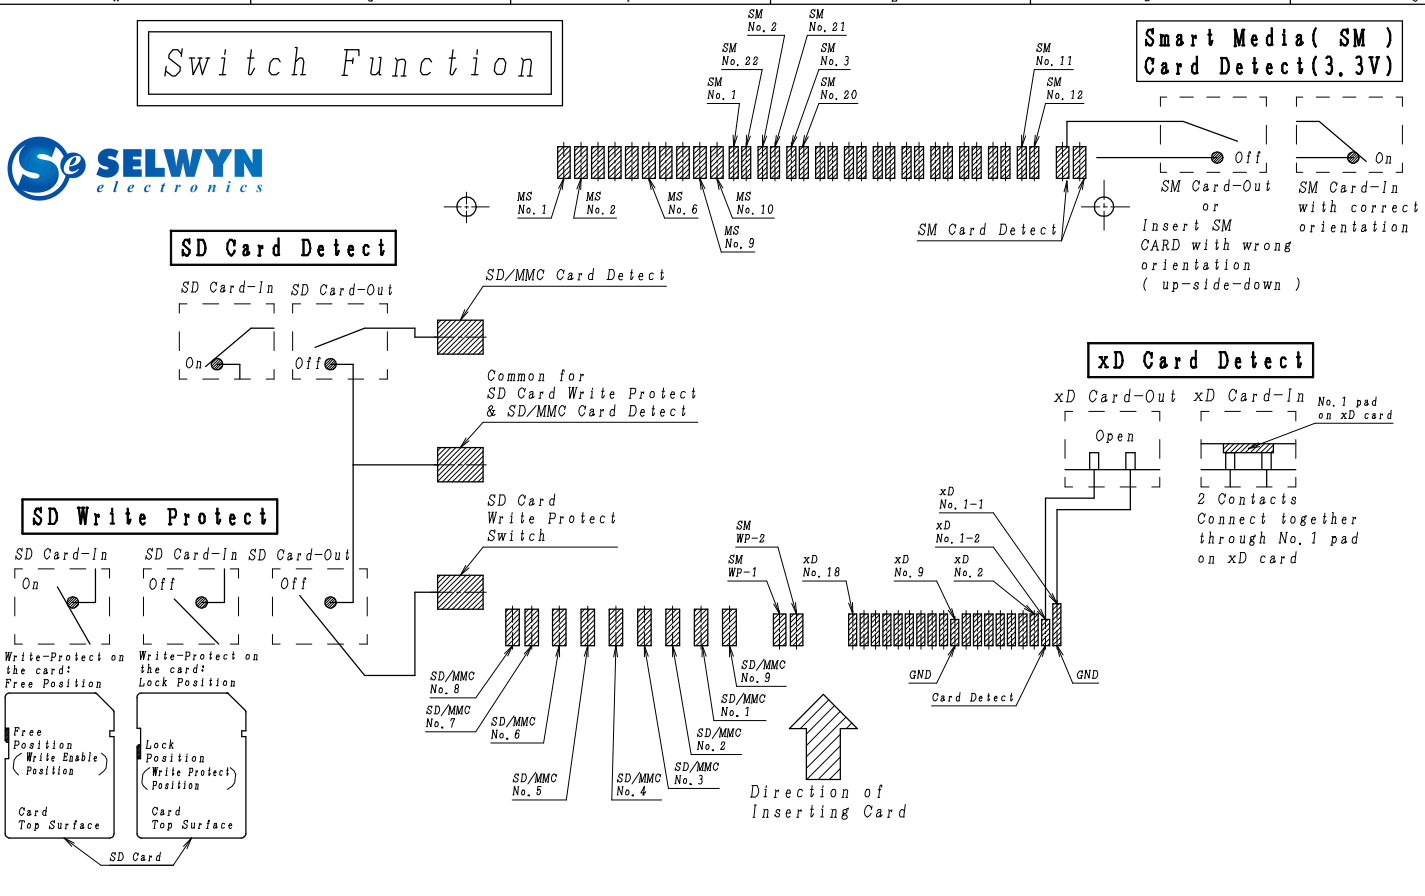 Switch Function
SELWYN
electronics
SM
No.2
SM
No.21
SM
No.22
SM
No.3
SM
No.1
SM
No.20
SM
No.11
SM
No.12
Smart Media( SM )
Card Detect(3.3V)
Off
On
SM Card-Out
or
Insert SM
CARD with wrong
orientation
( up-side-down )
SM Card-In
with correct
orientation
MS
No.1
MS
No.2
MS
No.6
MS
No.10
MS
No.9
SM Card Detect
SD Card Detect
SD Card-In
SD Card-Out
On
Off
SD/MMC Card Detect
Common for
SD Card Write Protect
& SD/MMC Card Detect
SD Card
Write Protect
Switch
xD Card Detect
xD Card-Out
xD Card-In
No.1 pad
on xD card
Open
2 Contacts
Connect together
through No.1 pad
on xD card
SD Write Protect
SD Card-In
SD Card-In
SD Card-Out
On
Off
Off
Write-Protect on
the card:
Free Position
Write-Protect on
the card:
Lock Position
Free
Position
(Write Enable)
Position
Card
Top Surface
Lock
Position
(Write Protect)
Position
Card
Top Surface
SD Card
SM
WP-2
SM
WP-1
xD
No.18
xD
No.9
xD
No.1-1
xD
No.1-2
xD
No.2
GND
Card Detect
GND
SD/MMC
No.8
SD/MMC
No.7
SD/MMC
No.6
SD/MMC
No.5
SD/MMC
No.4
SD/MMC
No.3
SD/MMC
No.2
SD/MMC
No.1
SD/MMC
No.9
Direction of
Inserting Card